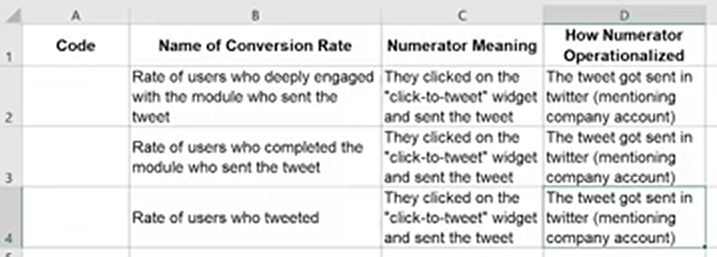 A B C D
1 Code Name of Conversion Rate Numerator Meaning How Numerator Operationalized
2 Rate of users who deeply engaged with the module who sent the tweet They clicked on the "click-to-tweet" widget and sent the tweet The tweet got sent in twitter (mentioning company account)
3 Rate of users who completed the module who sent the tweet They clicked on the "click-to-tweet" widget and sent the tweet The tweet got sent in twitter (mentioning company account)
4 Rate of users who tweeted They clicked on the "click-to-tweet" widget and sent the tweet The tweet got sent in twitter (mentioning company account)